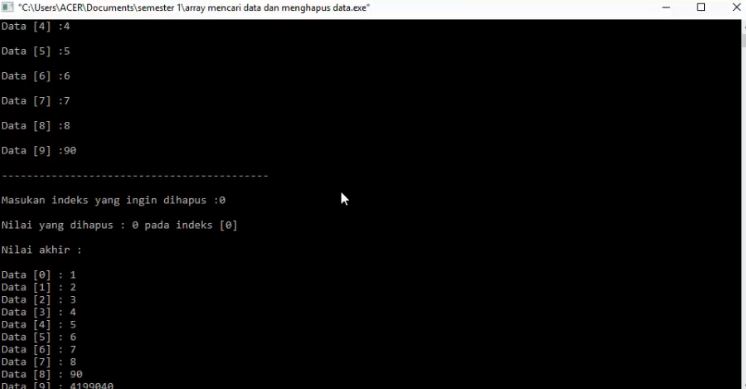 "C:\Users\ACER\Documents\semester 1\array mencari data dan menghapus data.exe"
Data [4] :4
Data [5] :5
Data [6] :6
Data [7] :7
Data [8] :8
Data [9] :90
-------------------------------------------
Masukan indeks yang ingin dihapus :0
Nilai yang dihapus : 0 pada indeks [0]
Nilai akhir :
Data [0] : 1
Data [1] : 2
Data [2] : 3
Data [3] : 4
Data [4] : 5
Data [5] : 6
Data [6] : 7
Data [7] : 8
Data [8] : 90
Data [9] : 4199040